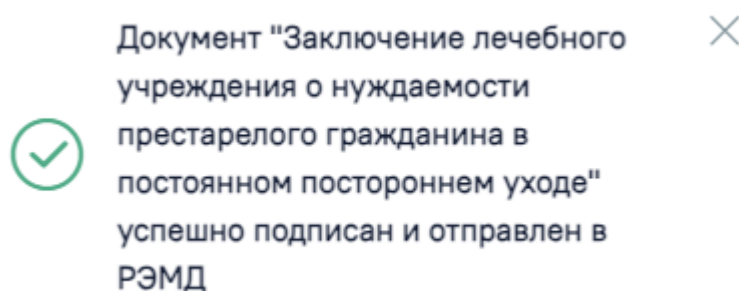 Документ "Заключение лечебного
учреждения о нуждаемости
престарелого гражданина в
постоянном постороннем уходе"
успешно подписан и отправлен в
РЭМД